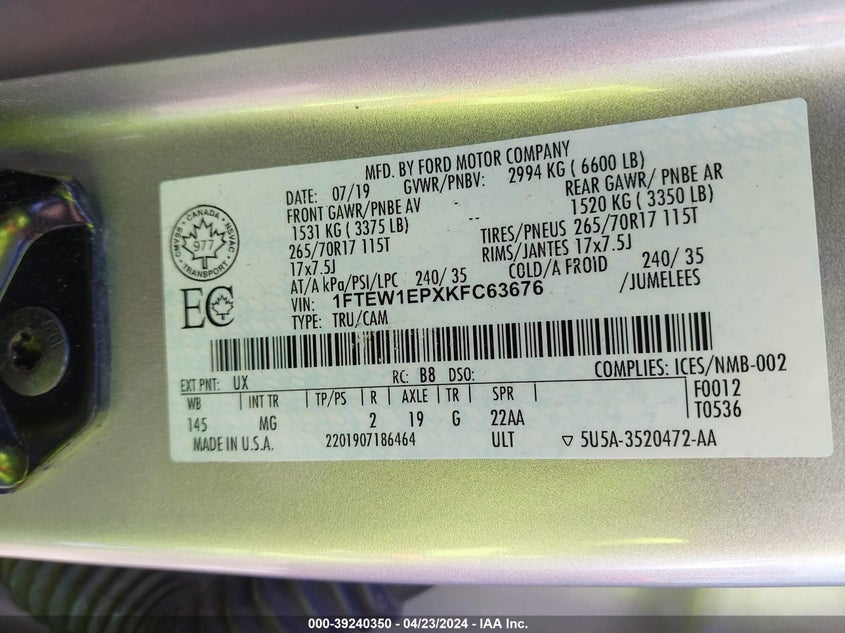 MFD. BY FORD MOTOR COMPANY
DATE: 07/19 GVWR/PNBV: 2994 KG ( 6600 LB)
FRONT GAWR/PNBE AV REAR GAWR/ PNBE AR
1531 KG ( 3375 LB) -- 1520 KG ( 3350 LB)
265/70R17 115T TIRES/PNEUS 265/70R17 115T
17x7.5J RIMS/JANTES 17x7.5J
AT/A kPa/PSI/LPC 240/ 35 COLD/A FROID 240/ 35
VIN: 1FTEW1EPXKFC63676 /JUMELEES
TYPE: TRU/CAM
CANADA
CMVSS NSVAC
977
TRANSPORT
EC
COMPLIES: ICES/NMB-002
EXT PNT: UX RC: B8 DSO:
WB INT TR TP/PS R AXLE TR SPR F0012
145 MG 2 19 G 22AA T0536
MADE IN U.S.A. 2201907186464 ULT ▽ 5U5A-3520472-AA
000-39240350 - 04/23/2024 - IAA Inc.